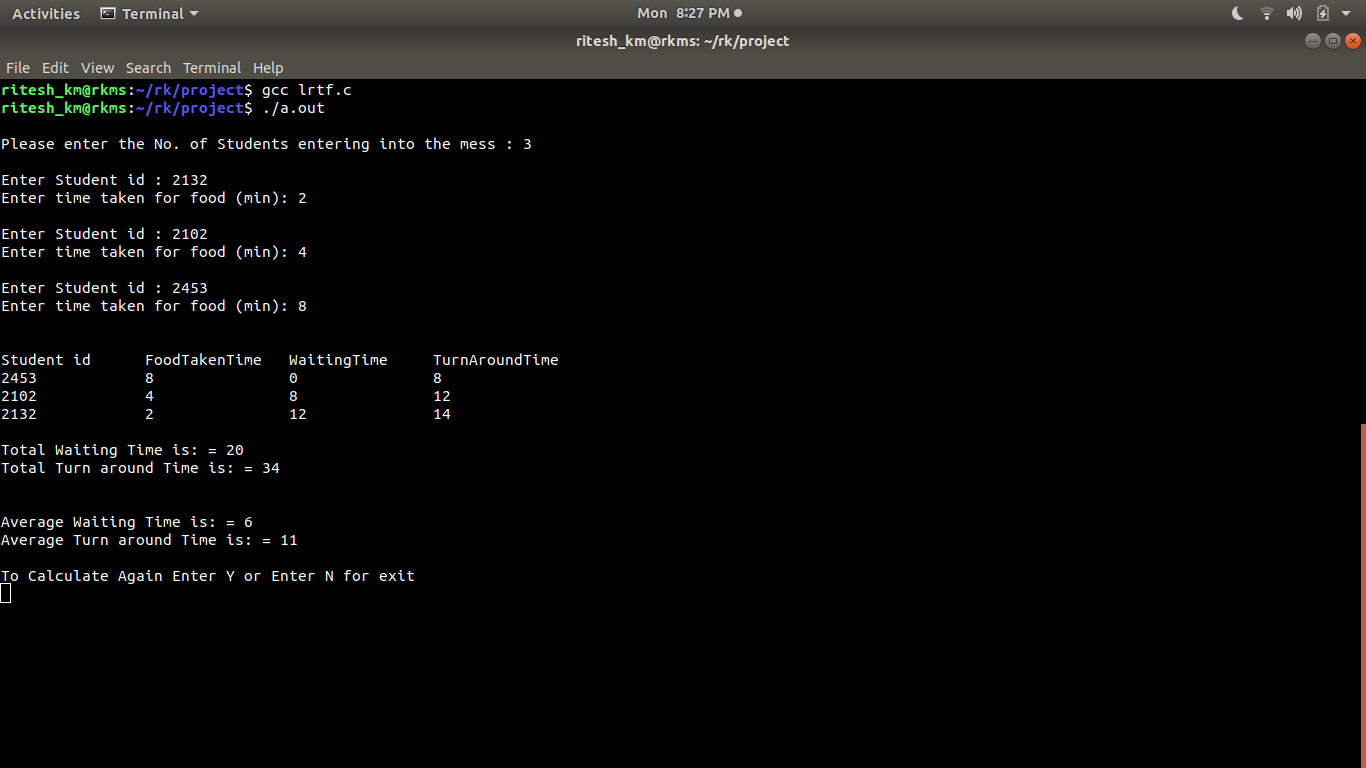 Activities Terminal Mon 8:27 PM
ritesh_km@rkms: ~/rk/project
File Edit View Search Terminal Help
ritesh_km@rkms:~/rk/project$ gcc lrtf.c
ritesh_km@rkms:~/rk/project$ ./a.out
Please enter the No. of Students entering into the mess : 3
Enter Student id : 2132
Enter time taken for food (min): 2
Enter Student id : 2102
Enter time taken for food (min): 4
Enter Student id : 2453
Enter time taken for food (min): 8
Student id FoodTakenTime WaitingTime TurnAroundTime
2453 8 0 8
2102 4 8 12
2132 2 12 14
Total Waiting Time is: = 20
Total Turn around Time is: = 34
Average Waiting Time is: = 6
Average Turn around Time is: = 11
To Calculate Again Enter Y or Enter N for exit